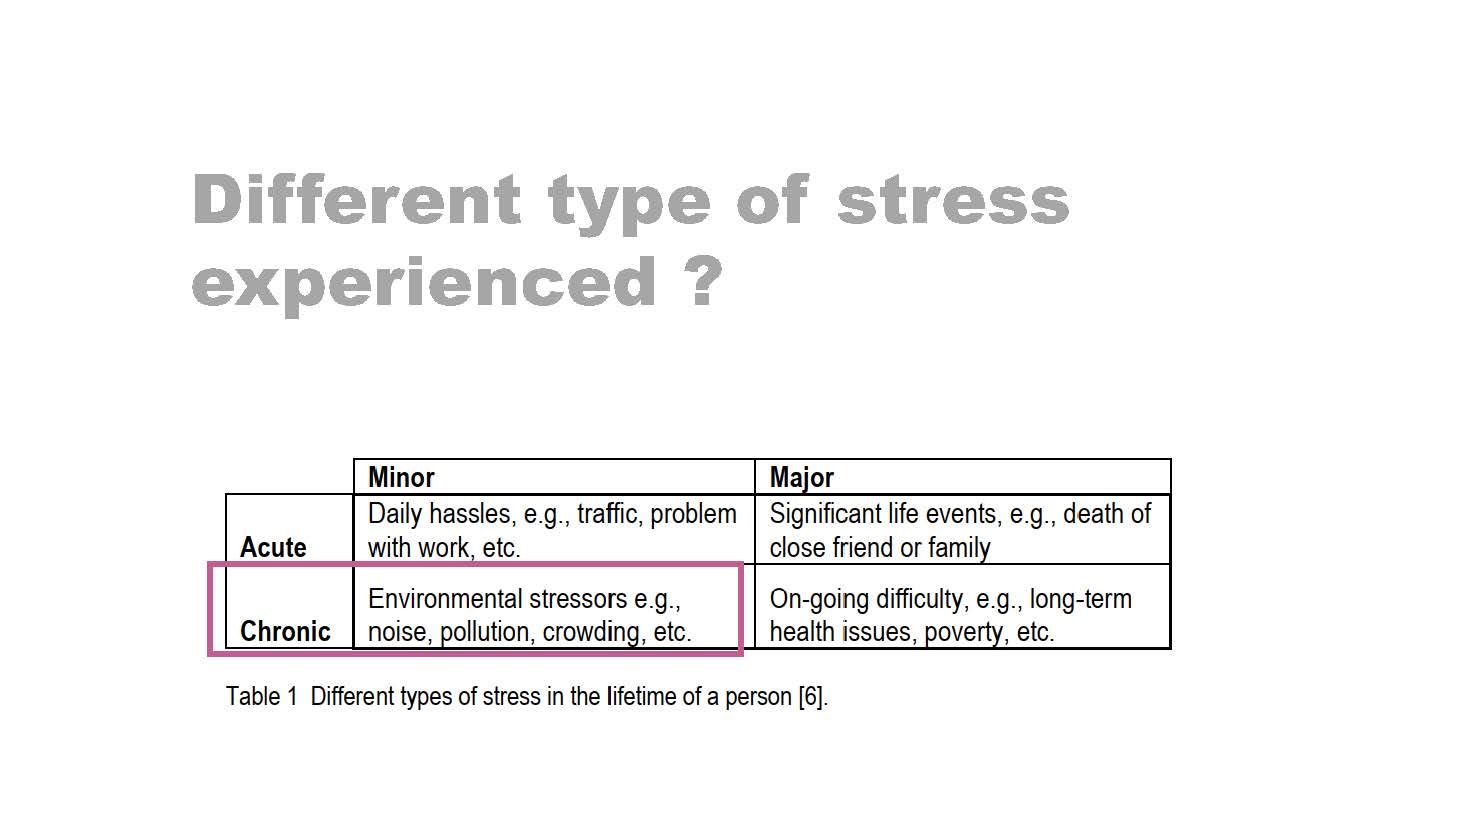 Different type of stress
experienced ?
Minor
Major
Daily hassles, e.g., traffic, problem
with work, etc.
Significant life events, e.g., death of
close friend or family
Acute
Environmental stressors e.g.,
noise, pollution, crowding, etc.
On-going difficulty, e.g., long-term
health issues, poverty, etc.
Chronic
Table 1 Different types of stress in the lifetime of a person [6].